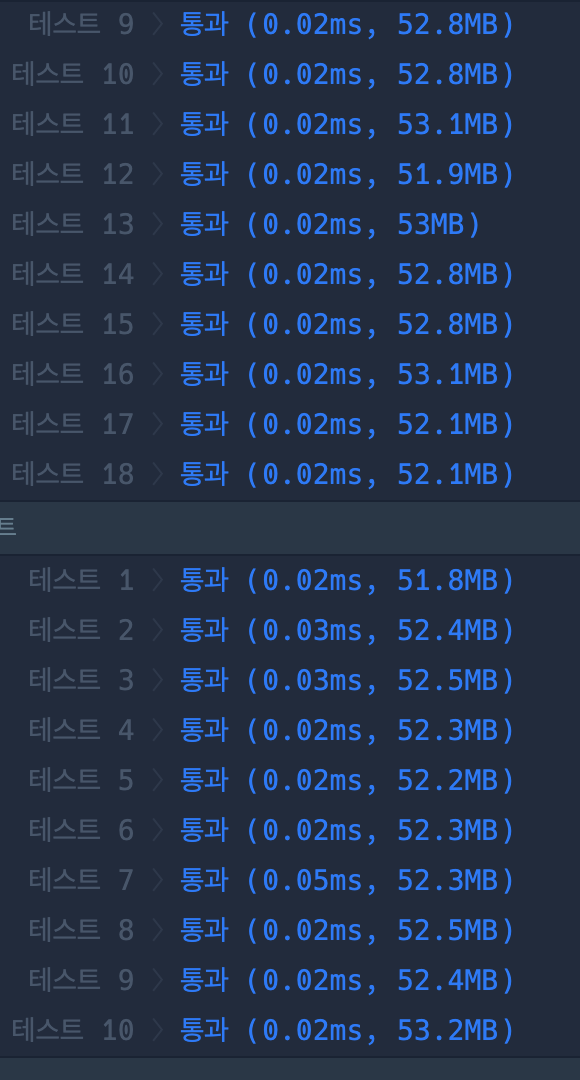 테스트 9 〉 통과 (0.02ms, 52.8MB)
테스트 10 〉 통과 (0.02ms, 52.8MB)
테스트 11 〉 통과 (0.02ms, 53.1MB)
테스트 12 〉 통과 (0.02ms, 51.9MB)
테스트 13 〉 통과 (0.02ms, 53MB)
테스트 14 〉 통과 (0.02ms, 52.8MB)
테스트 15 〉 통과 (0.02ms, 52.8MB)
테스트 16 〉 통과 (0.02ms, 53.1MB)
테스트 17 〉 통과 (0.02ms, 52.1MB)
테스트 18 〉 통과 (0.02ms, 52.1MB)
트
테스트 1 〉 통과 (0.02ms, 51.8MB)
테스트 2 〉 통과 (0.03ms, 52.4MB)
테스트 3 〉 통과 (0.03ms, 52.5MB)
테스트 4 〉 통과 (0.02ms, 52.3MB)
테스트 5 〉 통과 (0.02ms, 52.2MB)
테스트 6 〉 통과 (0.02ms, 52.3MB)
테스트 7 〉 통과 (0.05ms, 52.3MB)
테스트 8 〉 통과 (0.02ms, 52.5MB)
테스트 9 〉 통과 (0.02ms, 52.4MB)
테스트 10 〉 통과 (0.02ms, 53.2MB)